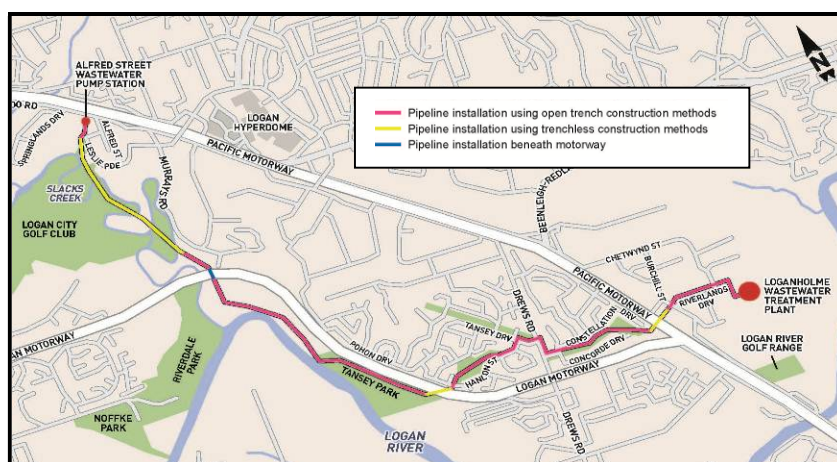 ALFRED STREET
WASTEWATER
PUMP STATION
DO RD
SPRINGLANDS DRV
ALFRED ST
LESLIE PDE
SLACKS
CREEK
LOGAN CITY
GOLF CLUB
MURRAYS RD
LOGAN
HYPERDOME
PACIFIC MOTORWAY
Pipeline installation using open trench construction methods
Pipeline installation using trenchless construction methods
Pipeline installation beneath motorway
N
BEENLEIGH-REDL
CHETWYND ST
BURCHILL ST
PACIFIC MOTORWAY
RIVERLANDS
DRV
LOGANHOLME
WASTEWATER
TREATMENT
PLANT
LOGAN RIVER
GOLF RANGE
DREWS RD
TANSEY DRV
CONSTELLATION
DRV
CONCORDE DRV
HANLON ST
LOGAN MOTORWAY
POHON DRV
TANSEY PARK
AN MOTORWAY
RIVERDALE
PARK
NOFFKE
PARK
LOGAN
RIVER
DREWS
RD